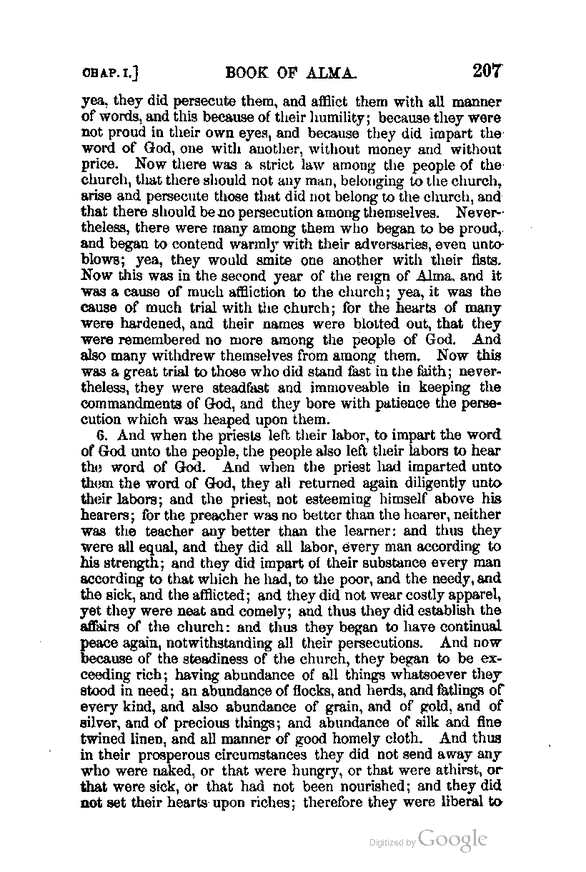 CHAP. I.] BOOK OF ALMA. 207
yea, they did persecute them, and afflict them with all manner
of words, and this because of their humility; because they were
not proud in their own eyes, and because they did impart the
word of God, one with another, without money and without
price. Now there was a strict law among the people of the
church, that there should not any man, belonging to the church,
arise and persecute those that did not belong to the church, and
that there should be no persecution among themselves. Never-
theless, there were many among them who began to be proud,
and began to contend warmly with their adversaries, even unto
blows; yea, they would smite one another with their fists.
Now this was in the second year of the reign of Alma, and it
was a cause of much affliction to the church; yea, it was the
cause of much trial with the church; for the hearts of many
were hardened, and their names were blotted out, that they
were remembered no more among the people of God. And
also many withdrew themselves from among them. Now this
was a great trial to those who did stand fast in the faith; never-
theless, they were steadfast and immoveable in keeping the
commandments of God, and they bore with patience the perse-
cution which was heaped upon them.
6. And when the priests left their labor, to impart the word
of God unto the people, the people also left their labors to hear
the word of God. And when the priest had imparted unto
them the word of God, they all returned again diligently unto
their labors; and the priest, not esteeming himself above his
hearers; for the preacher was no better than the hearer, neither
was the teacher any better than the learner: and thus they
were all equal, and they did all labor, every man according to
his strength; and they did impart of their substance every man
according to that which he had, to the poor, and the needy, and
the sick, and the afflicted; and they did not wear costly apparel,
yet they were neat and comely; and thus they did establish the
affairs of the church: and thus they began to have continual
peace again, notwithstanding all their persecutions. And now
because of the steadiness of the church, they began to be ex-
ceeding rich; having abundance of all things whatsoever they
stood in need; an abundance of flocks, and herds, and fatlings of
every kind, and also abundance of grain, and of gold, and of
silver, and of precious things; and abundance of silk and fine
twined linen, and all manner of good homely cloth. And thus
in their prosperous circumstances they did not send away any
who were naked, or that were hungry, or that were athirst, or
that were sick, or that had not been nourished; and they did
not set their hearts upon riches; therefore they were liberal to
Digitized by Google